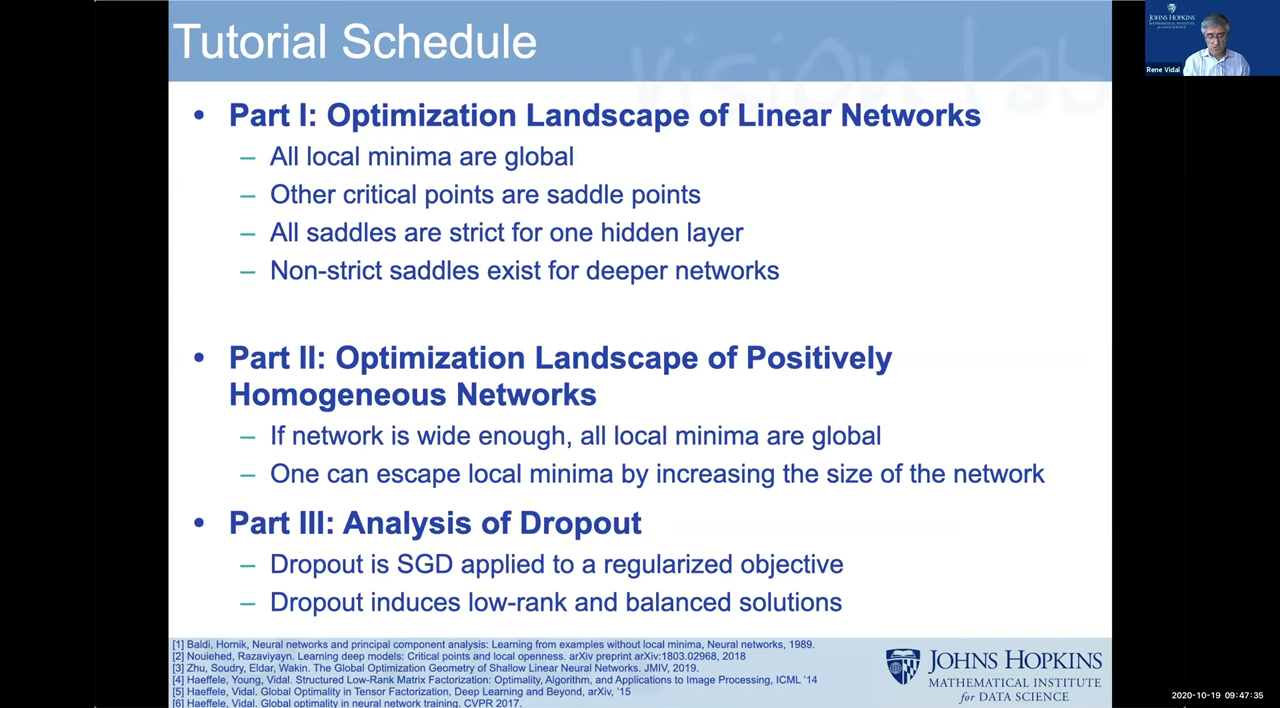 Tutorial Schedule
vision lab
• Part I: Optimization Landscape of Linear Networks
– All local minima are global
– Other critical points are saddle points
– All saddles are strict for one hidden layer
– Non-strict saddles exist for deeper networks
• Part II: Optimization Landscape of Positively
Homogeneous Networks
– If network is wide enough, all local minima are global
– One can escape local minima by increasing the size of the network
• Part III: Analysis of Dropout
– Dropout is SGD applied to a regularized objective
– Dropout induces low-rank and balanced solutions
[1] Baldi, Hornik, Neural networks and principal component analysis: Learning from examples without local minima, Neural networks, 1989.
[2] Nouiehed, Razaviyayn. Learning deep models: Critical points and local openness. arXiv preprint arXiv:1803.02968, 2018
[3] Zhu, Soudry, Eldar, Wakin. The Global Optimization Geometry of Shallow Linear Neural Networks. JMIV, 2019.
[4] Haeffele, Young, Vidal. Structured Low-Rank Matrix Factorization: Optimality, Algorithm, and Applications to Image Processing, ICML '14
[5] Haeffele, Vidal. Global Optimality in Tensor Factorization, Deep Learning and Beyond, arXiv, '15
[6] Haeffele, Vidal. Global optimality in neural network training. CVPR 2017.
JOHNS HOPKINS
MATHEMATICAL INSTITUTE
for DATA SCIENCE
JOHNS HOPKINS
MATHEMATICAL INSTITUTE
for DATA SCIENCE
Rene Vidal
2020-10-19 09:47:35